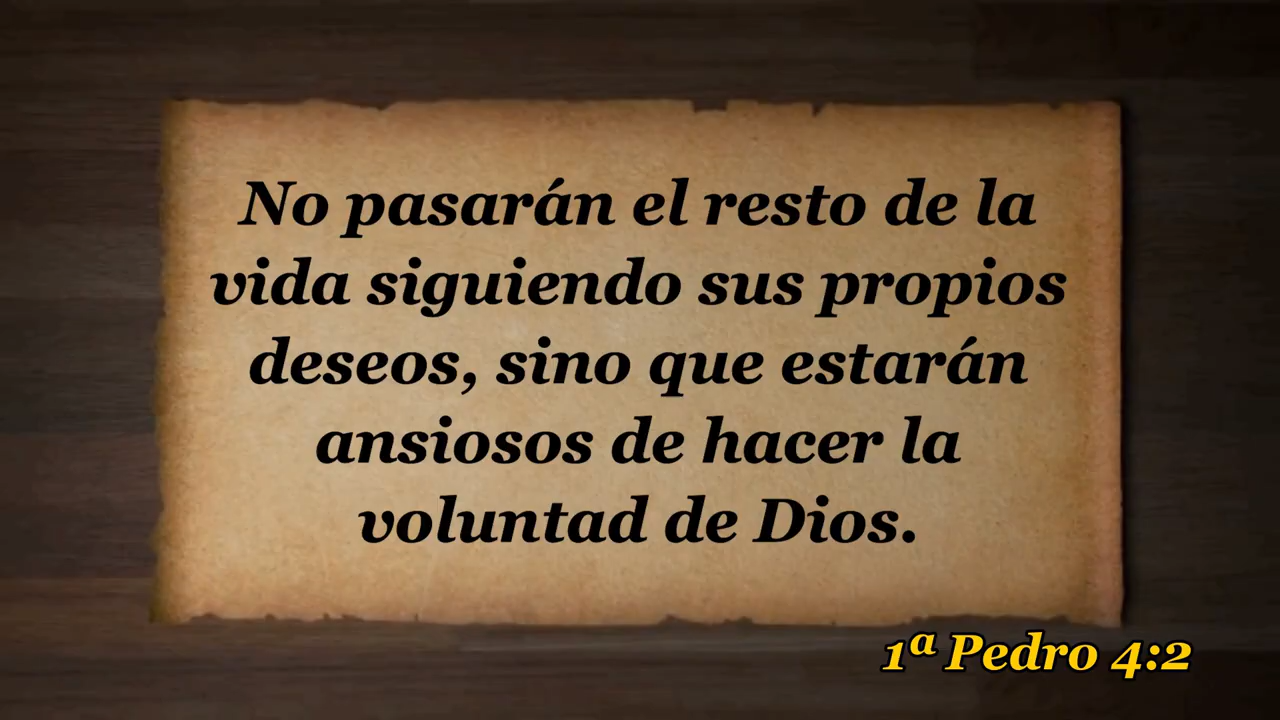 No pasarán el resto de la
vida siguiendo sus propios
deseos, sino que estarán
ansiosos de hacer la
voluntad de Dios.
1ª Pedro 4:2